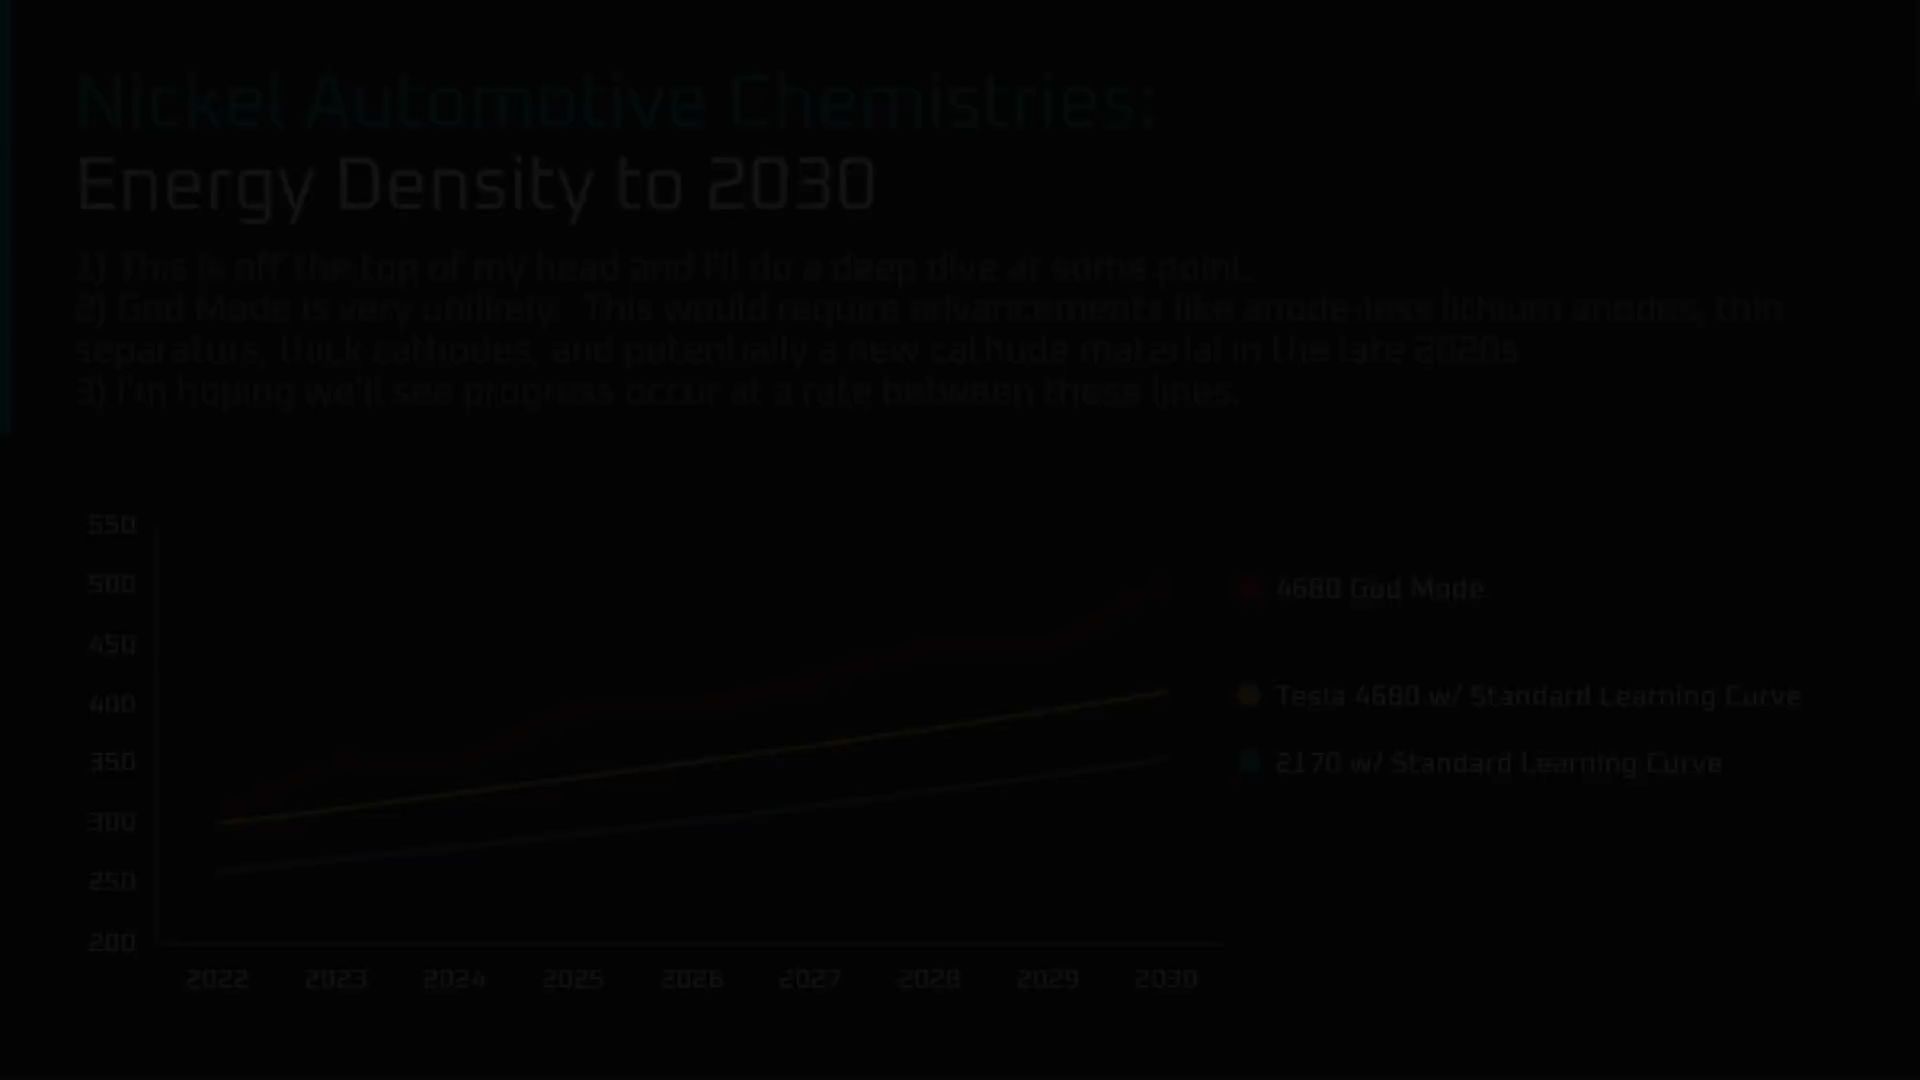 Nickel Automotive Chemistries:
Energy Density to 2030
1) This is off the top of my head and I'll do a deep dive at some point.
2) God Mode is very unlikely. This would require advancements like anode-less lithium anodes, thin
separators, thick cathodes, and potentially a new cathode material in the late 2020s
3) I'm hoping we'll see progress occur at a rate between those lines.
550
500
4680 God Mode
450
400
Tesla 4680 w/ Standard Learning Curve
350
2170 w/ Standard Learning Curve
300
250
200
2022 2023 2024 2025 2026 2027 2028 2029 2030